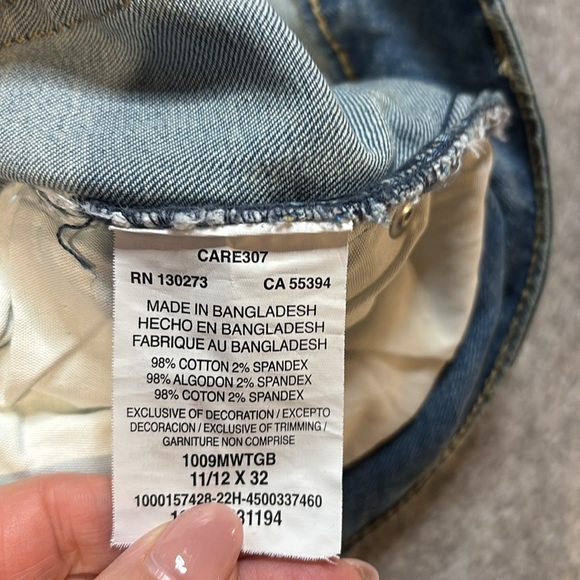 CARE307
RN 130273 CA 55394
MADE IN BANGLADESH
HECHO EN BANGLADESH
FABRIQUE AU BANGLADESH
98% COTTON 2% SPANDEX
98% ALGODON 2% SPANDEX
98% COTON 2% SPANDEX
EXCLUSIVE OF DECORATION / EXCEPTO
DECORACION / EXCLUSIVE OF TRIMMING /
GARNITURE NON COMPRISE
1009MWTGB
11/12 X 32
1000157428-22H-4500337460